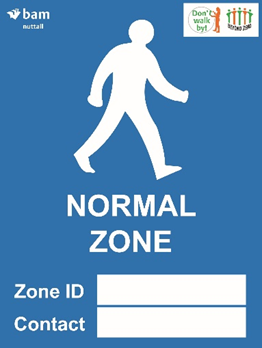 bam
nuttall
Don't
walk
by!
NORMAL
ZONE
Zone ID
Contact